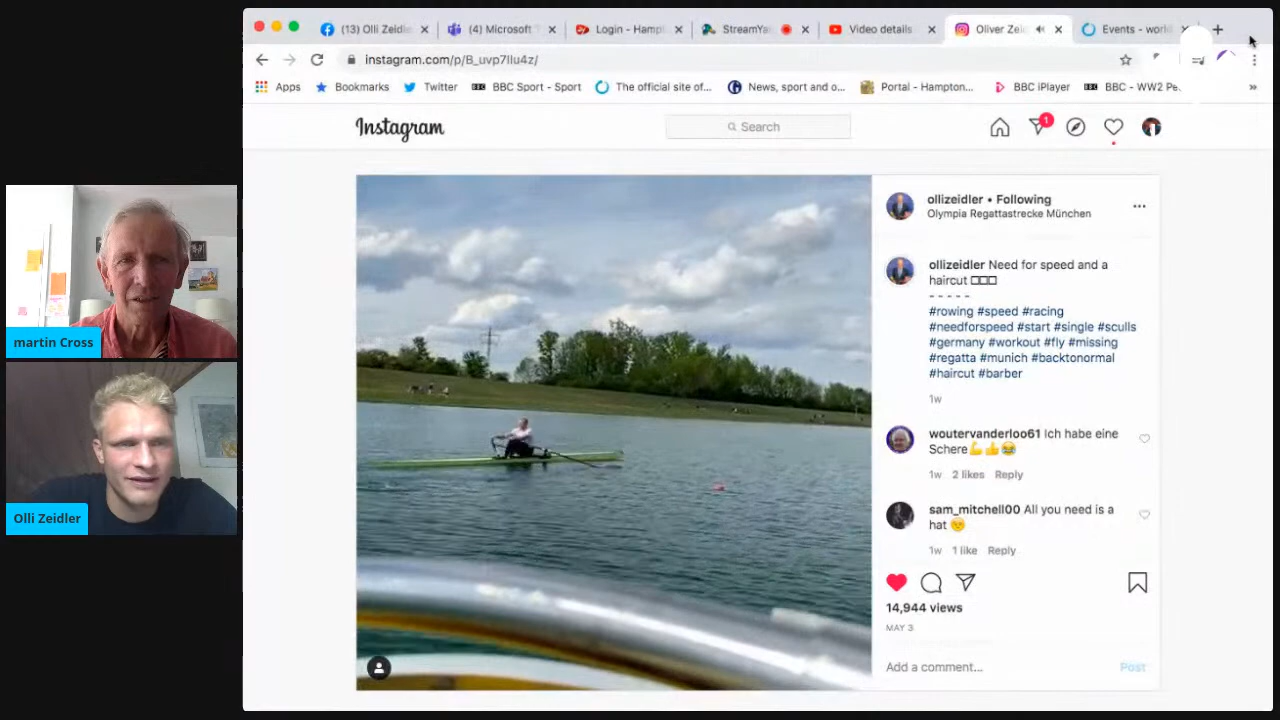 (13) Olli Zeidle
(4) Microsoft
Login - Hampt
StreamYa
Video details
Oliver Zei
Events - worl
instagram.com/p/B_uvp7llu4z/
Apps
Bookmarks
Twitter
BBC Sport - Sport
The official site of...
News, sport and o...
Portal - Hampton...
BBC iPlayer
BBC - WW2 Pe
Instagram
Search
1
ollizeidler • Following
Olympia Regattastrecke München
ollizeidler Need for speed and a
haircut □□□
- - - - -
#rowing #speed #racing
#needforspeed #start #single #sculls
#germany #workout #fly #missing
#regatta #munich #backtonormal
#haircut #barber
1w
woutervanderloo61 Ich habe eine
Schere💪👍😂
1w 2 likes Reply
sam_mitchell00 All you need is a
hat 😏
1w 1 like Reply
14,944 views
MAY 3
Add a comment...
Post
martin Cross
Olli Zeidler